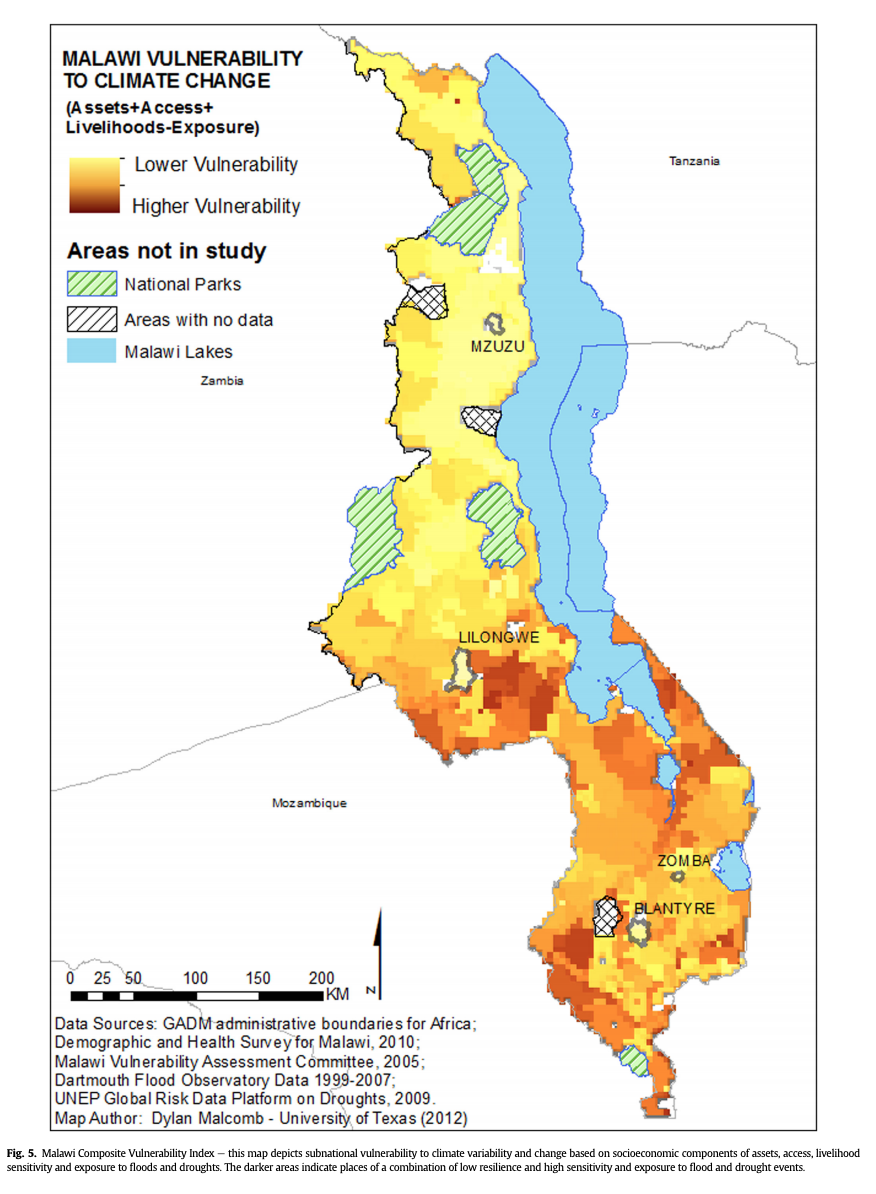 MALAWI VULNERABILITY
TO CLIMATE CHANGE
(Assets+Access+
Livelihoods-Exposure)
Lower Vulnerability
Higher Vulnerability
Areas not in study
National Parks
Areas with no data
Malawi Lakes
Tanzania
Zambia
MZUZU
LILONGWE
Mozambique
ZOMBA
BLANTYRE
N
0 25 50 100 150 200
KM
Data Sources: GADM administrative boundaries for Africa;
Demographic and Health Survey for Malawi, 2010;
Malawi Vulnerability Assessment Committee, 2005;
Dartmouth Flood Observatory Data 1999-2007;
UNEP Global Risk Data Platform on Droughts, 2009.
Map Author: Dylan Malcomb - University of Texas (2012)
Fig. 5. Malawi Composite Vulnerability Index — this map depicts subnational vulnerability to climate variability and change based on socioeconomic components of assets, access, livelihood
sensitivity and exposure to floods and droughts. The darker areas indicate places of a combination of low resilience and high sensitivity and exposure to flood and drought events.